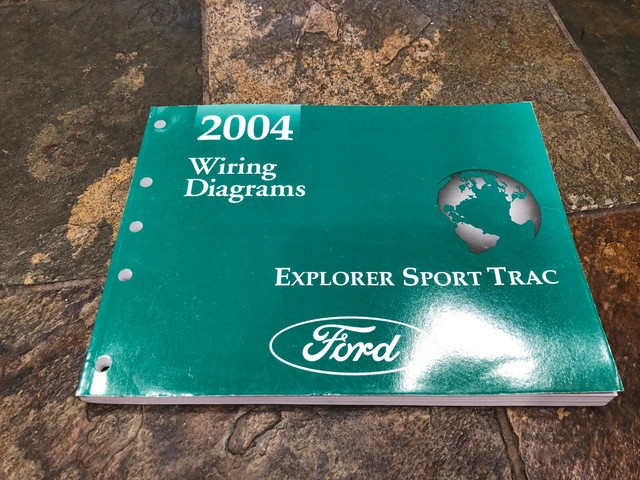 2004
Wiring
Diagrams
EXPLORER SPORT TRAC
Ford